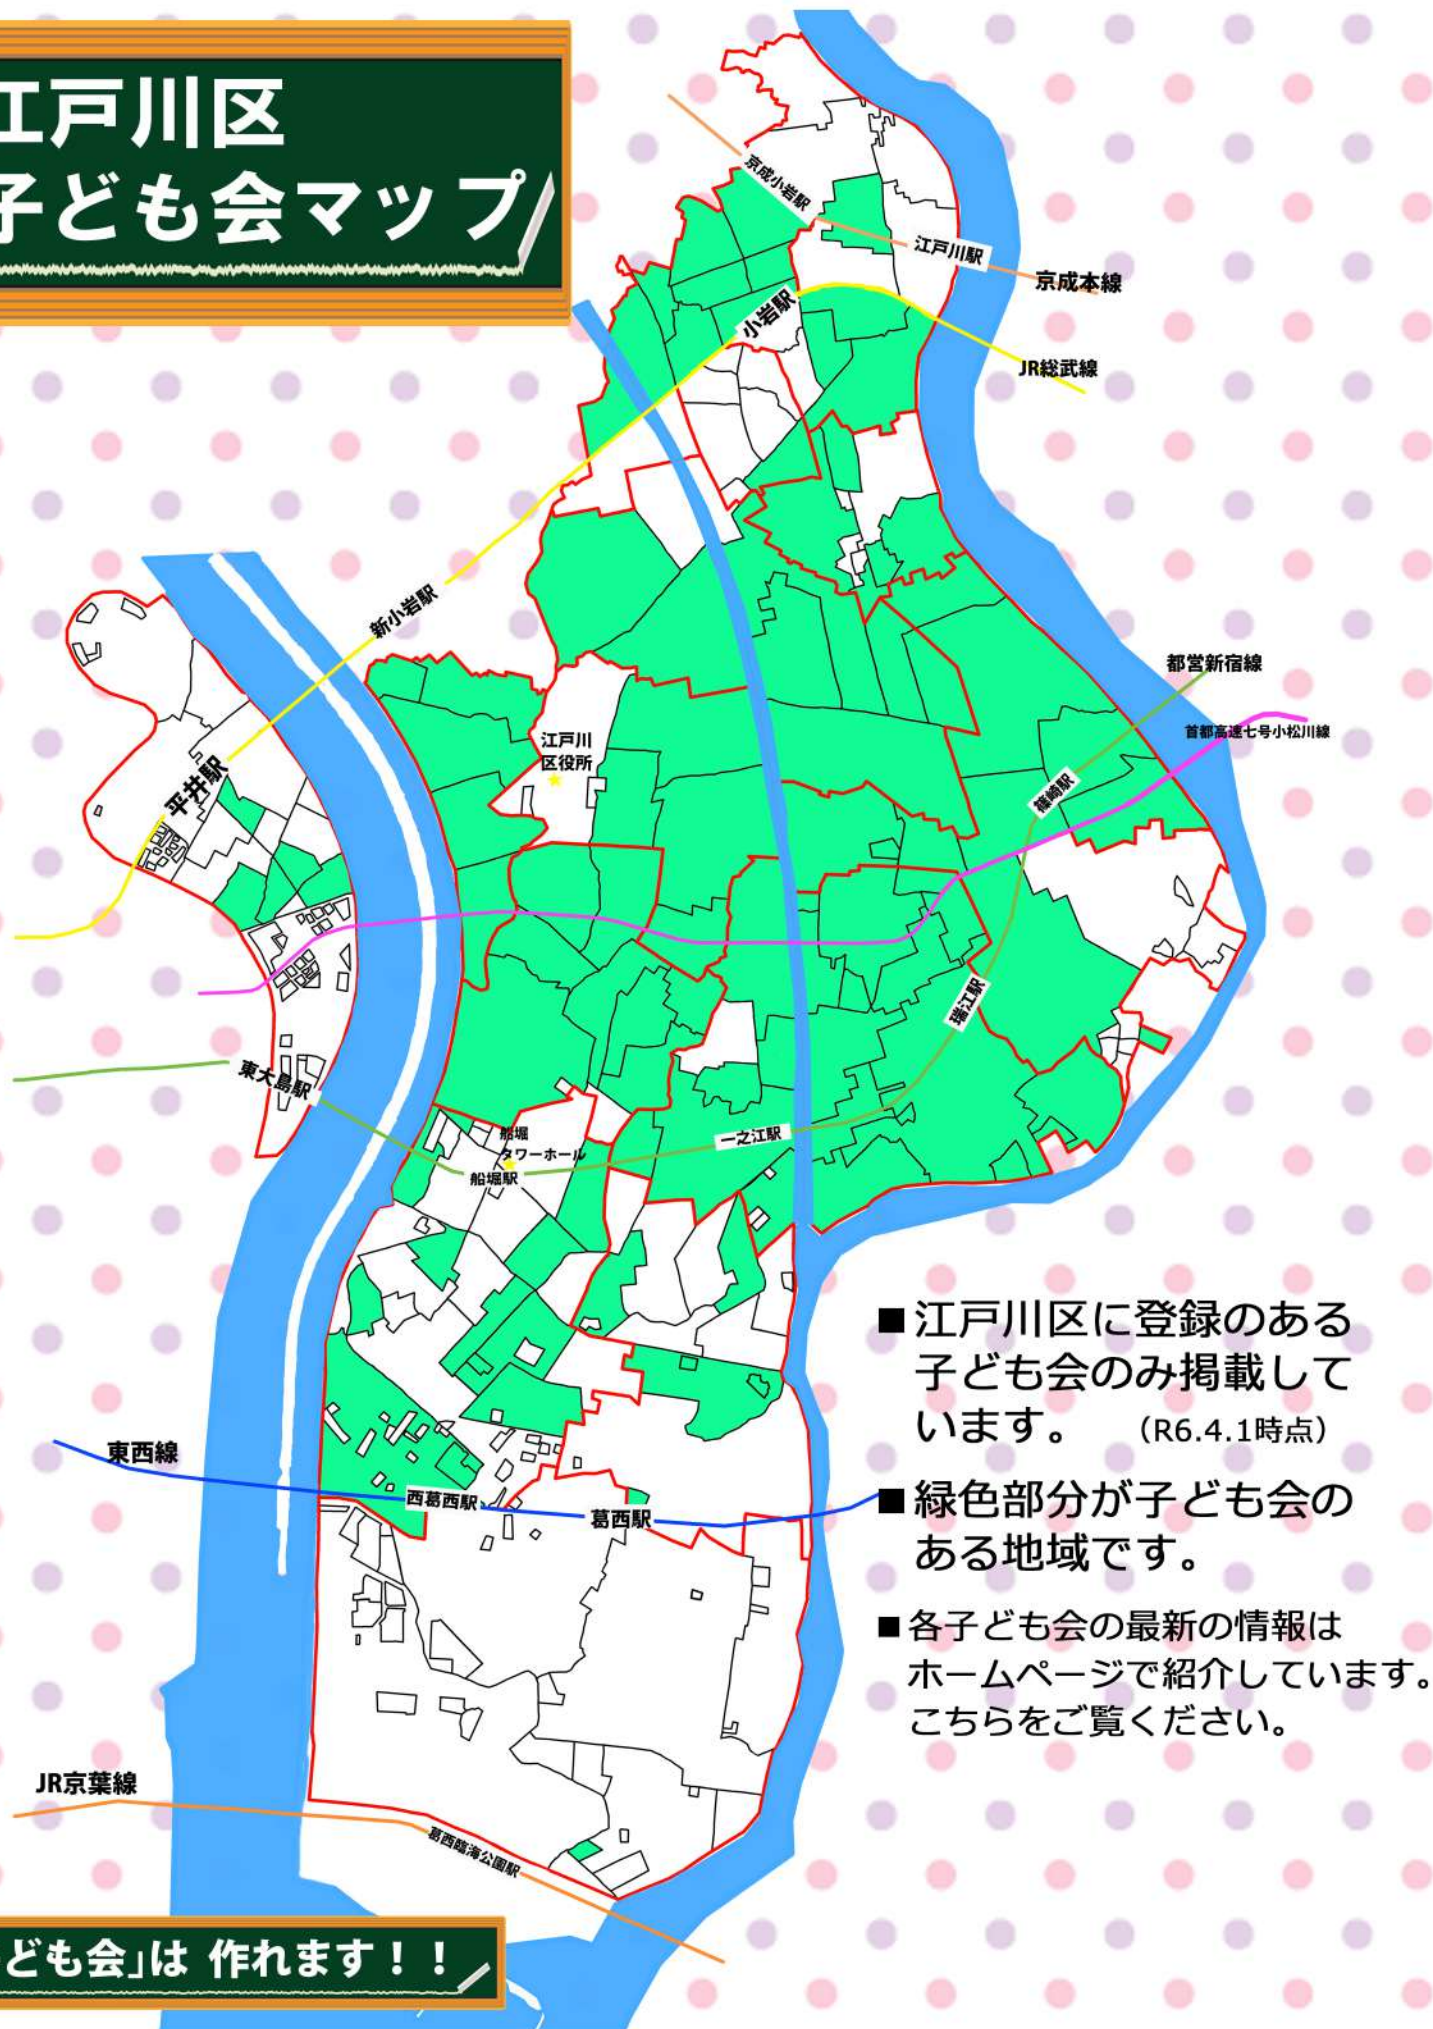 江戸川区
子ども会マップ
京成小岩駅
江戸川駅
京成本線
小岩駅
JR総武線
新小岩駅
都営新宿線
首都高速七号小松川線
江戸川
区役所
平井駅
篠崎駅
瑞江駅
東大島駅
船堀
タワーホール
一之江駅
船堀駅
■江戸川区に登録のある
子ども会のみ掲載して
います。 （R6.4.1時点）
東西線
西葛西駅
葛西駅
■緑色部分が子ども会の
ある地域です。
■各子ども会の最新の情報は
ホームページで紹介しています。
こちらをご覧ください。
JR京葉線
葛西臨海公園駅
ども会」は 作れます！！